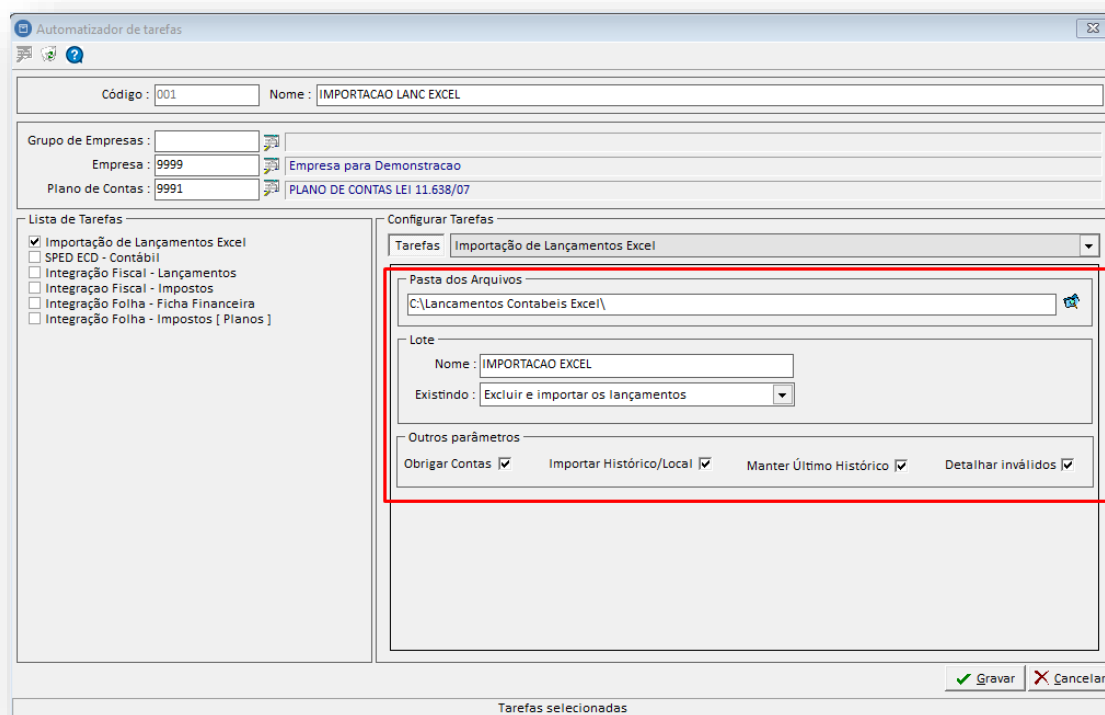 Automatizador de tarefas
Código : 001 Nome : IMPORTACAO LANC EXCEL
Grupo de Empresas :
Empresa : 9999 Empresa para Demonstracao
Plano de Contas : 9991 PLANO DE CONTAS LEI 11.638/07
Lista de Tarefas
Importação de Lançamentos Excel
SPED ECD - Contábil
Integração Fiscal - Lançamentos
Integraçao Fiscal - Impostos
Integração Folha - Ficha Financeira
Integração Folha - Impostos [ Planos ]
Configurar Tarefas
Tarefas Importação de Lançamentos Excel
Pasta dos Arquivos
C:\Lancamentos Contabeis Excel\
Lote
Nome : IMPORTACAO EXCEL
Existindo : Excluir e importar os lançamentos
Outros parâmetros
Obrigar Contas Importar Histórico/Local Manter Último Histórico Detalhar inválidos
Gravar Cancelar
Tarefas selecionadas